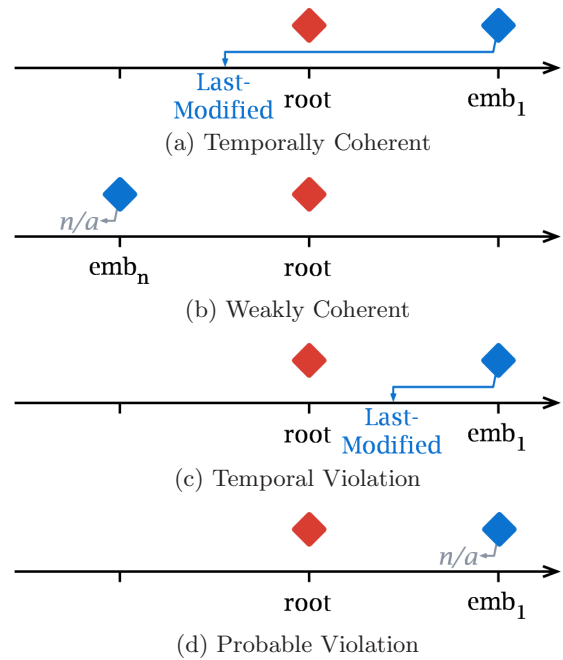 Last-
Modified
root
emb1
(a) Temporally Coherent
n/a
embn
root
(b) Weakly Coherent
root
Last-
Modified
emb1
(c) Temporal Violation
n/a
root
emb1
(d) Probable Violation